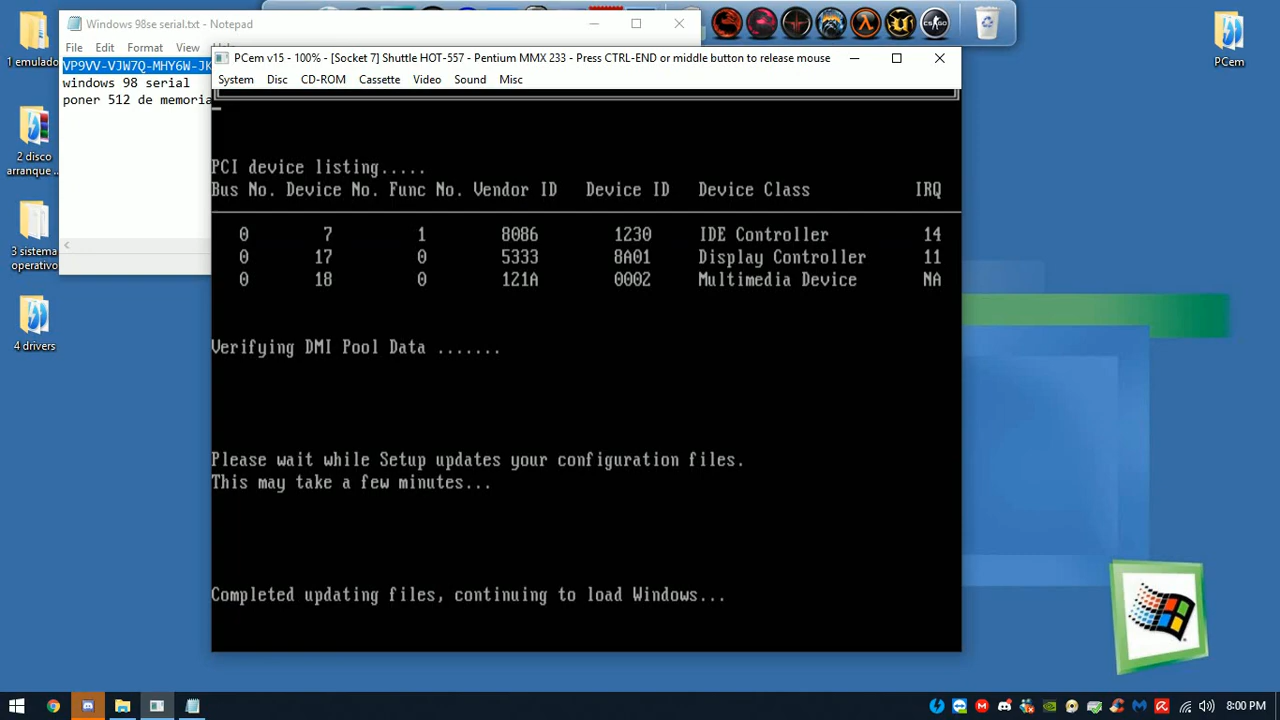 Windows 98se serial.txt - Notepad
File Edit Format View Help
VP9VV-VJW7Q-MHY6W-JK
windows 98 serial
poner 512 de memoria
1 emulado
2 disco
arranque ...
3 sistema
operativo
4 drivers
PCem
PCem v15 - 100% - [Socket 7] Shuttle HOT-557 - Pentium MMX 233 - Press CTRL-END or middle button to release mouse
System Disc CD-ROM Cassette Video Sound Misc
PCI device listing.....
Bus No. Device No. Func No. Vendor ID Device ID Device Class IRQ
0 7 1 8086 1230 IDE Controller 14
0 17 0 5333 8A01 Display Controller 11
0 18 0 121A 0002 Multimedia Device NA
Verifying DMI Pool Data .......
Please wait while Setup updates your configuration files.
This may take a few minutes...
Completed updating files, continuing to load Windows...
8:00 PM